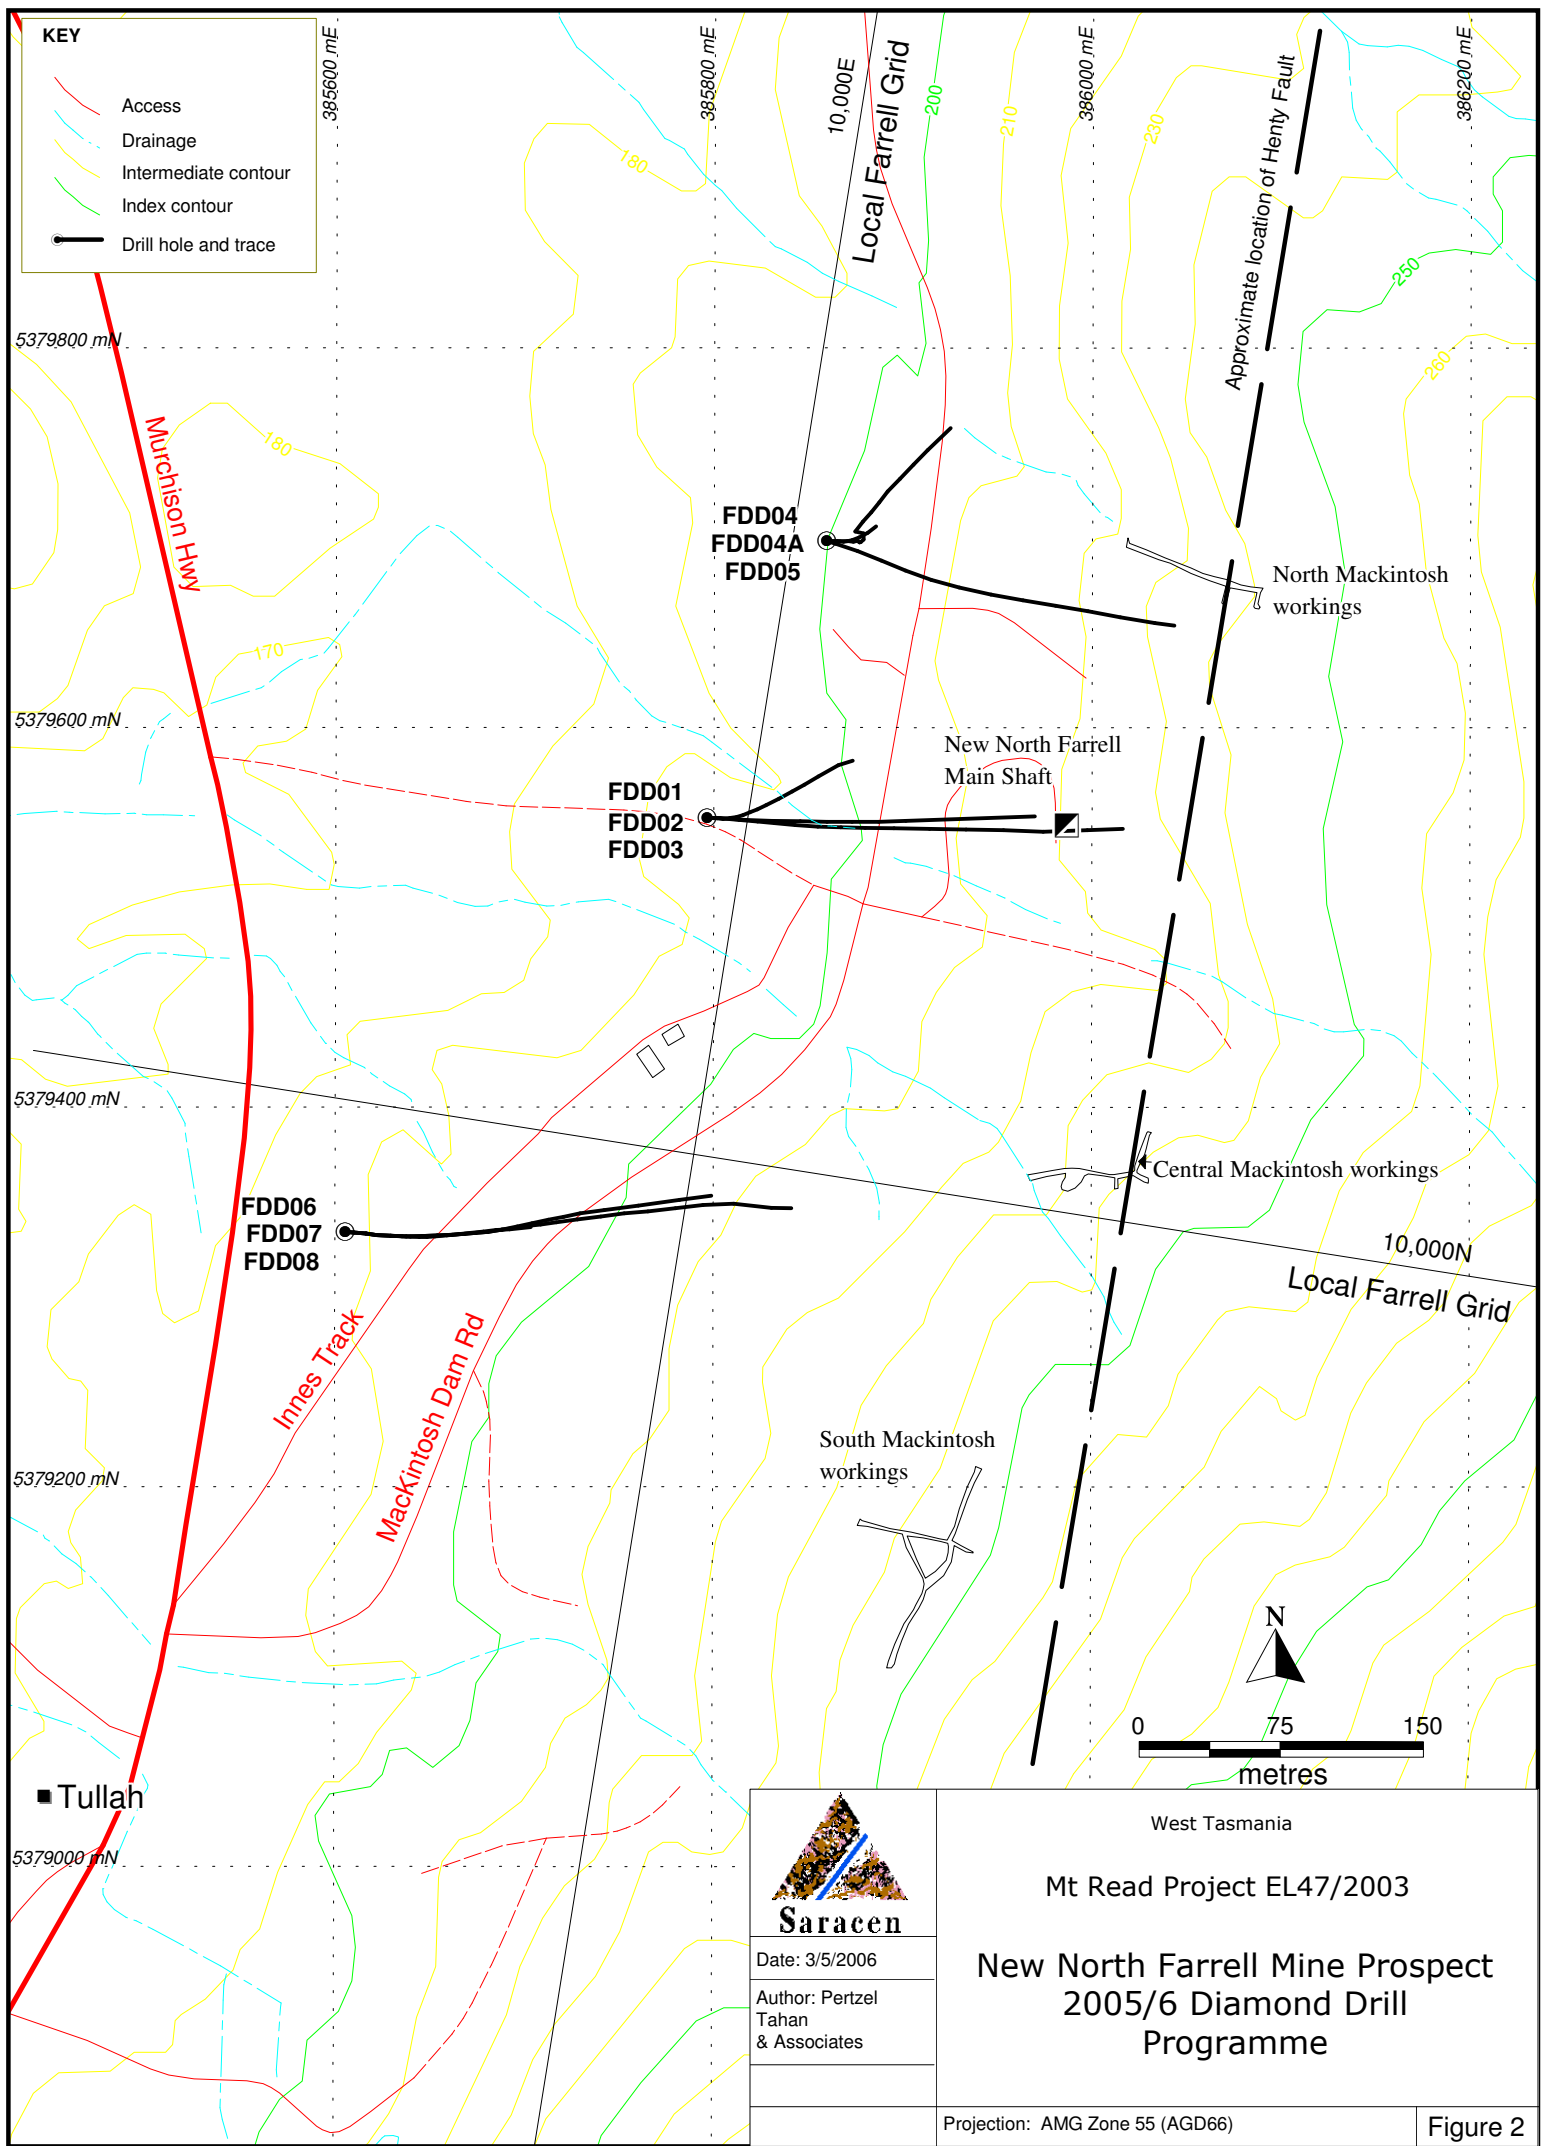 KEY
Access
Drainage
Intermediate contour
Index contour
Drill hole and trace
385600 mE
385800 mE
386000 mE
386200 mE
10,000E
Local Farrell Grid
200
210
230
180
250
260
Approximate location of Henty Fault
5379800 mN
Murchison Hwy
180
170
FDD04
FDD04A
FDD05
North Mackintosh
workings
5379600 mN
New North Farrell
Main Shaft
FDD01
FDD02
FDD03
5379400 mN
Central Mackintosh workings
FDD06
FDD07
FDD08
10,000N
Local Farrell Grid
Innes Track
MacKintosh Dam Rd
South Mackintosh
workings
5379200 mN
N
0 75 150
metres
Tullah
5379000 mN
Saracen
Date: 3/5/2006
Author: Pertzel
Tahan
& Associates
West Tasmania
Mt Read Project EL47/2003
New North Farrell Mine Prospect
2005/6 Diamond Drill
Programme
Projection: AMG Zone 55 (AGD66)
Figure 2